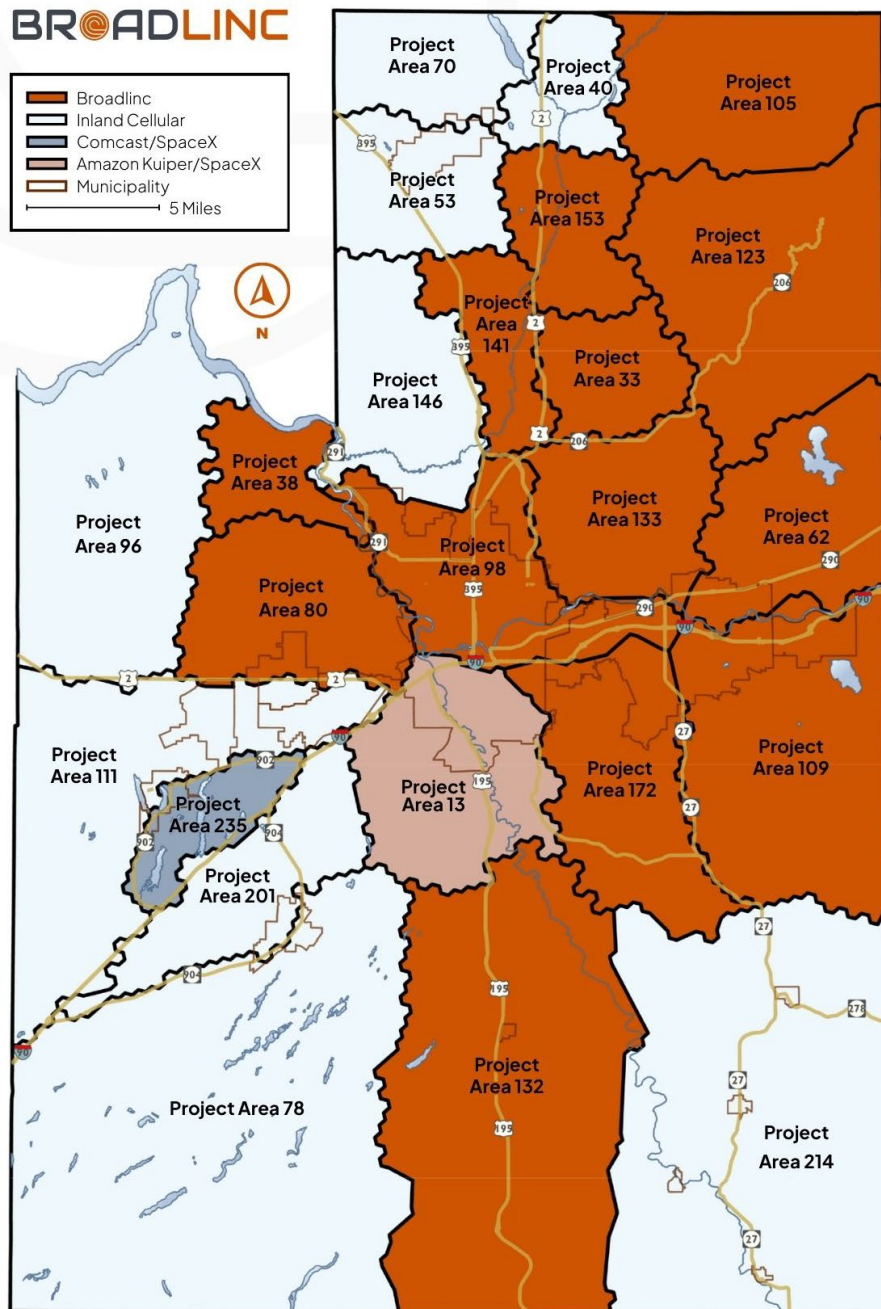 BROADLINC
Broadlinc
Inland Cellular
Comcast/SpaceX
Amazon Kuiper/SpaceX
Municipality
5 Miles
N
Project
Area 70
Project
Area 40
Project
Area 105
2
395
Project
Area 53
Project
Area 153
Project
Area 123
206
Project
Area
141
2
395
Project
Area 33
Project
Area 146
2
206
291
Project
Area 38
Project
Area 96
Project
Area 133
Project
Area 62
291
Project
Area 98
290
Project
Area 80
395
290
90
90
90
2
2
90
27
Project
Area 111
902
Project
Area 13
195
Project
Area 172
Project
Area 109
27
Project
Area 235
902
904
Project
Area 201
27
904
195
278
90
Project
Area 132
27
Project Area 78
195
Project
Area 214
27